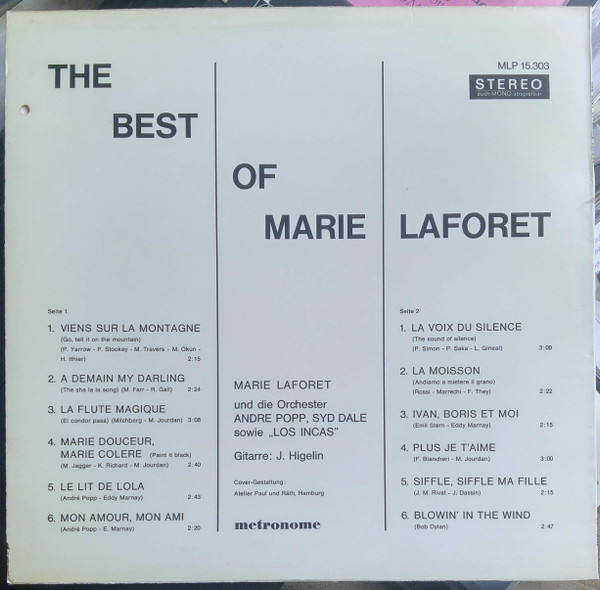 THE
BEST
OF
MARIE LAFORET
MLP 15.303
STEREO
auch MONO abspielbar
Seite 1
1. VIENS SUR LA MONTAGNE
(Go, tell it on the mountain)
(P. Yarrow - P. Stookey - M. Travers - M. Okun -
H. Ithier) 2:15
2. A DEMAIN MY DARLING
(The sha la la song) (M. Farr - R. Gall) 2:24
3. LA FLUTE MAGIQUE
(El condor pasa) (Milchberg - M. Jourdan) 3:08
4. MARIE DOUCEUR,
MARIE COLERE (Paint it black)
(M. Jagger - K. Richard - M. Jourdan) 2:40
5. LE LIT DE LOLA
(André Popp - Eddy Marnay) 2:43
6. MON AMOUR, MON AMI
(André Popp - E. Marnay) 2:20
MARIE LAFORET
und die Orchester
ANDRE POPP, SYD DALE
sowie „LOS INCAS"
Gitarre: J. Higelin
Cover-Gestaltung:
Atelier Paul und Räth, Hamburg
metronome
Seite 2
1. LA VOIX DU SILENCE
(The sound of silence)
(P. Simon - P. Saka - L. Gineal) 3:00
2. LA MOISSON
(Andiamo a mietere il grano)
(Rossi - Marrechi - F. They) 2:22
3. IVAN, BORIS ET MOI
(Emil Stern - Eddy Marnay) 2:15
4. PLUS JE T'AIME
(F. Biancheri - M. Jourdan) 3:00
5. SIFFLE, SIFFLE MA FILLE
(J. M. Rivat - J. Dassin) 2:15
6. BLOWIN' IN THE WIND
(Bob Dylan) 2:47